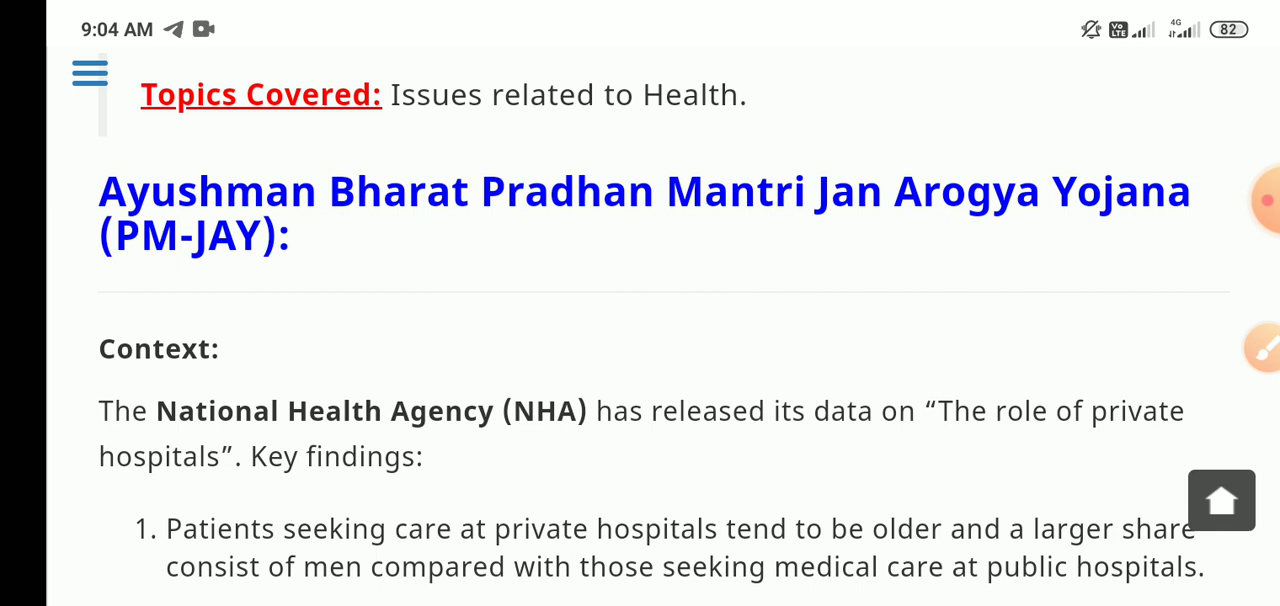 9:04 AM
Vo LTE 4G 82
Topics Covered: Issues related to Health.
Ayushman Bharat Pradhan Mantri Jan Arogya Yojana
(PM-JAY):
Context:
The National Health Agency (NHA) has released its data on “The role of private
hospitals”. Key findings:
1. Patients seeking care at private hospitals tend to be older and a larger share
consist of men compared with those seeking medical care at public hospitals.